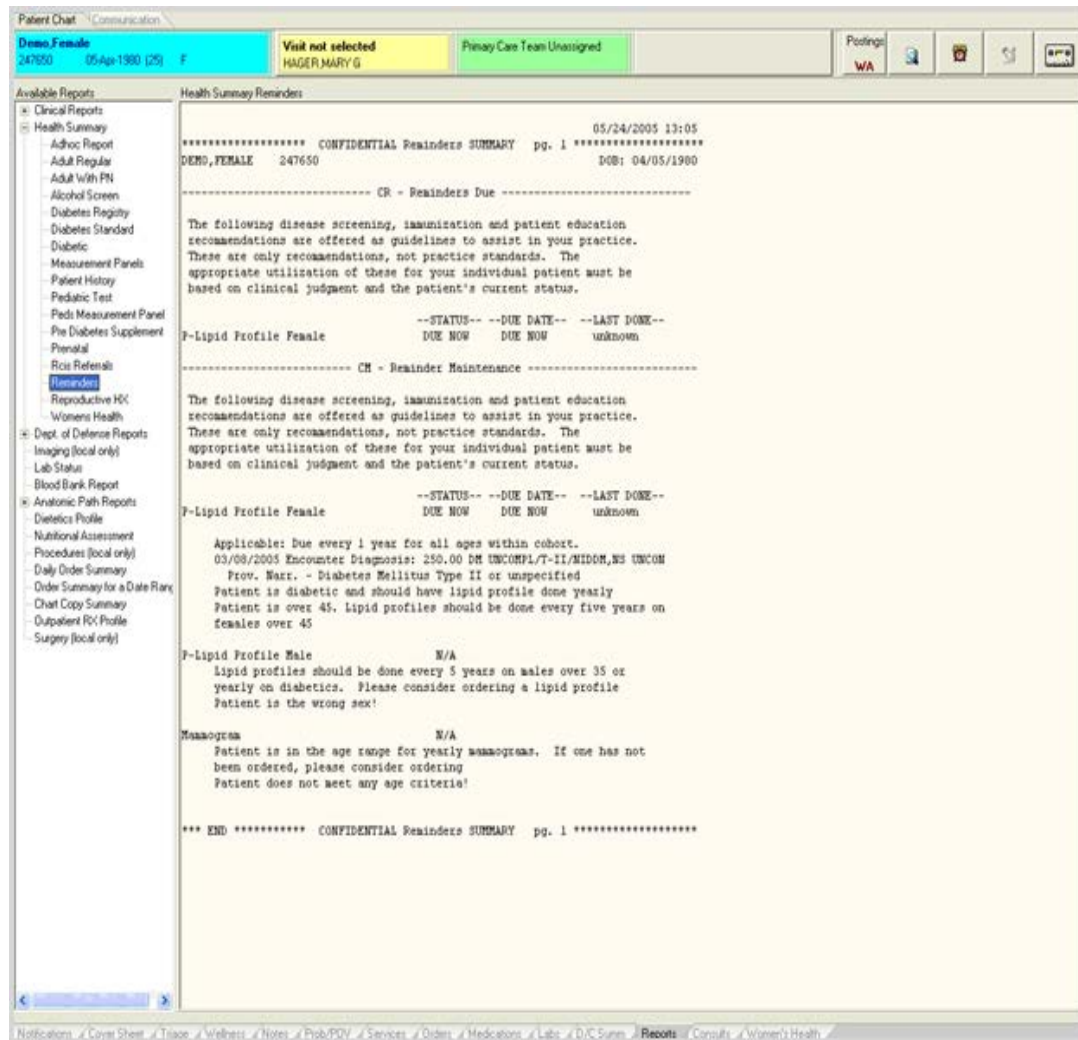 Patient Chart Communication
Demo,Female
247650 05-Apr-1980 (25) F
Visit not selected
HAGER,MARY G
Primary Care Team Unassigned
Postings
WA
Available Reports
Clinical Reports
Health Summary
Adhoc Report
Adult Regular
Adult With PN
Alcohol Screen
Diabetes Registry
Diabetes Standard
Diabetic
Measurement Panels
Patient History
Pediatric Test
Peds Measurement Panel
Pre Diabetes Supplement
Prenatal
Rcis Referrals
Reminders
Reproductive HX
Womens Health
Dept. of Defense Reports
Imaging (local only)
Lab Status
Blood Bank Report
Anatomic Path Reports
Dietetics Profile
Nutritional Assessment
Procedures (local only)
Daily Order Summary
Order Summary for a Date Rang
Chart Copy Summary
Outpatient RX Profile
Surgery (local only)
Health Summary Reminders
05/24/2005 13:05
******************* CONFIDENTIAL Reminders SUMMARY pg. 1 ********************
DEMO,FEMALE 247650 DOB: 04/05/1980
----------------------------- CR - Reminders Due -----------------------------
The following disease screening, immunization and patient education
recommendations are offered as guidelines to assist in your practice.
These are only recommendations, not practice standards. The
appropriate utilization of these for your individual patient must be
based on clinical judgment and the patient's current status.
--STATUS-- --DUE DATE-- --LAST DONE--
P-Lipid Profile Female DUE NOW DUE NOW unknown
-------------------------- CM - Reminder Maintenance --------------------------
The following disease screening, immunization and patient education
recommendations are offered as guidelines to assist in your practice.
These are only recommendations, not practice standards. The
appropriate utilization of these for your individual patient must be
based on clinical judgment and the patient's current status.
--STATUS-- --DUE DATE-- --LAST DONE--
P-Lipid Profile Female DUE NOW DUE NOW unknown
Applicable: Due every 1 year for all ages within cohort.
03/08/2005 Encounter Diagnosis: 250.00 DM UNCOMPL/T-II/NIDDM,NS UNCON
Prov. Narr. - Diabetes Mellitus Type II or unspecified
Patient is diabetic and should have lipid profile done yearly
Patient is over 45. Lipid profiles should be done every five years on
females over 45
P-Lipid Profile Male N/A
Lipid profiles should be done every 5 years on males over 35 or
yearly on diabetics. Please consider ordering a lipid profile
Patient is the wrong sex!
Mammogram N/A
Patient is in the age range for yearly mammograms. If one has not
been ordered, please consider ordering
Patient does not meet any age criteria!
*** END *********** CONFIDENTIAL Reminders SUMMARY pg. 1 *******************
Notifications Cover Sheet Triage Wellness Notes Prob/POV Services Orders Medications Labs D/C Summ Reports Consults Women's Health